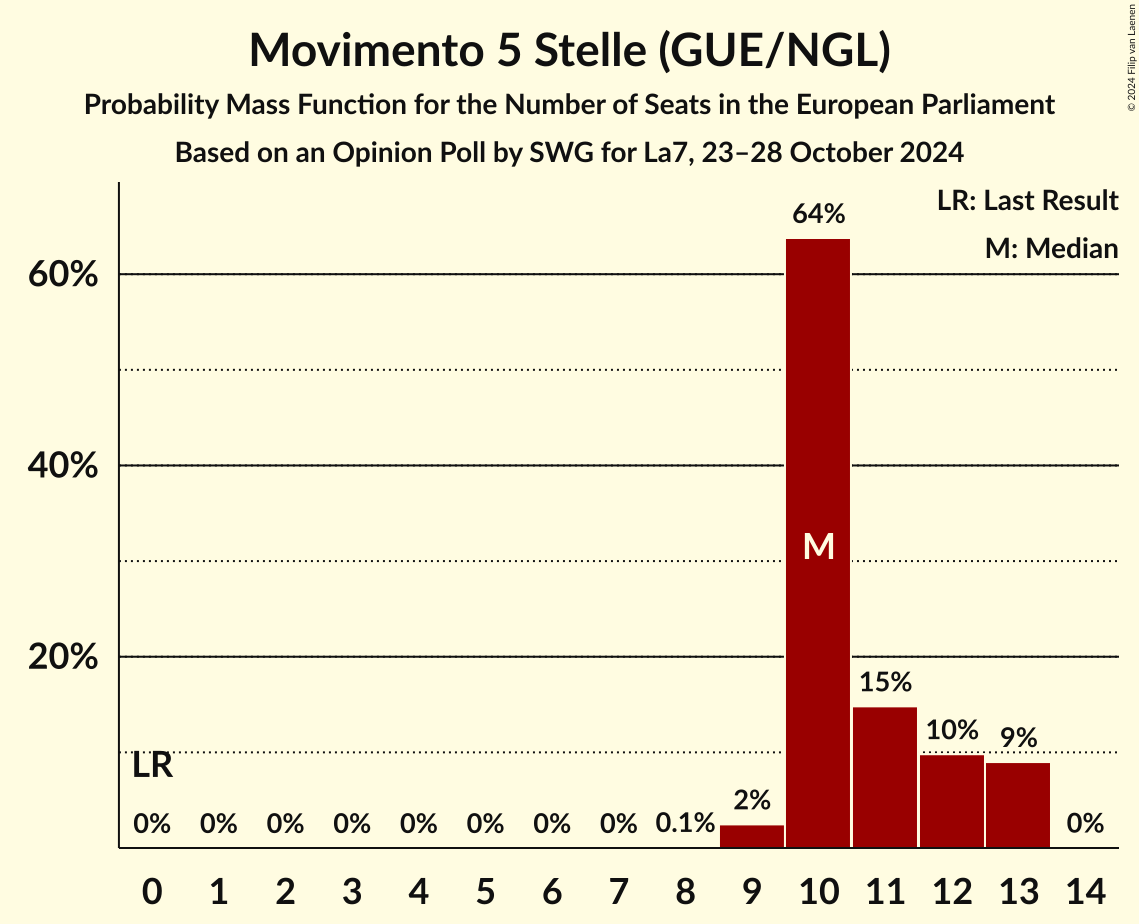 Movimento 5 Stelle (GUE/NGL)
Probability Mass Function for the Number of Seats in the European Parliament
Based on an Opinion Poll by SWG for La7, 23–28 October 2024
© 2024 Filip van Laenen
LR: Last Result
M: Median
60%
40%
20%
64%
M
15%
10%
9%
2%
LR
0% 0% 0% 0% 0% 0% 0% 0% 0.1% 0%
0 1 2 3 4 5 6 7 8 9 10 11 12 13 14